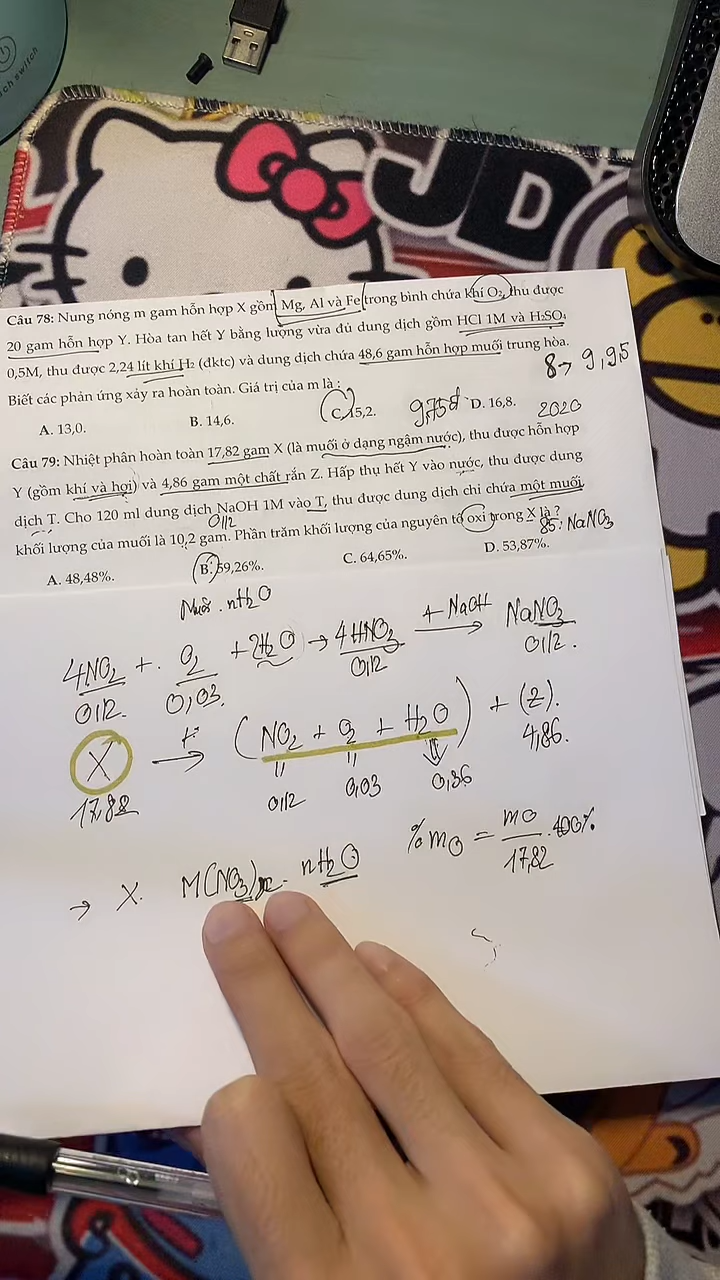 ch switch
JD
Câu 78: Nung nóng m gam hỗn hợp X gồm Mg, Al và Fe trong bình chứa khí O₂, thu được
20 gam hỗn hợp Y. Hòa tan hết Y bằng lượng vừa đủ dung dịch gồm HCl 1M và H₂SO₄
0,5M, thu được 2,24 lít khí H₂ (đktc) và dung dịch chứa 48,6 gam hỗn hợp muối trung hòa.
8 → 9,95
Biết các phản ứng xảy ra hoàn toàn. Giá trị của m là :
A. 13,0. B. 14,6. C. 15,2. 9,75đ D. 16,8. 2020
Câu 79: Nhiệt phân hoàn toàn 17,82 gam X (là muối ở dạng ngậm nước), thu được hỗn hợp
Y (gồm khí và hơi) và 4,86 gam một chất rắn Z. Hấp thụ hết Y vào nước, thu được dung
dịch T. Cho 120 ml dung dịch NaOH 1M vào T, thu được dung dịch chỉ chứa một muối,
0,12
khối lượng của muối là 10,2 gam. Phần trăm khối lượng của nguyên tố oxi trong X là ?
85: NaNO₃
A. 48,48%. B. 59,26%. C. 64,65%. D. 53,87%.
Muối . nH₂O
4NO₂ + O₂ + 2H₂O → 4HNO₃ + NaOH → NaNO₃
0,12. 0,03. 0,12 0,12.
X t° → (NO₂ + O₂ + H₂O) + (Z).
17,82 0,12 0,03 0,36 4,86.
→ X. M(NO₃)x . nH₂O %mO = mO/17,82 .100%